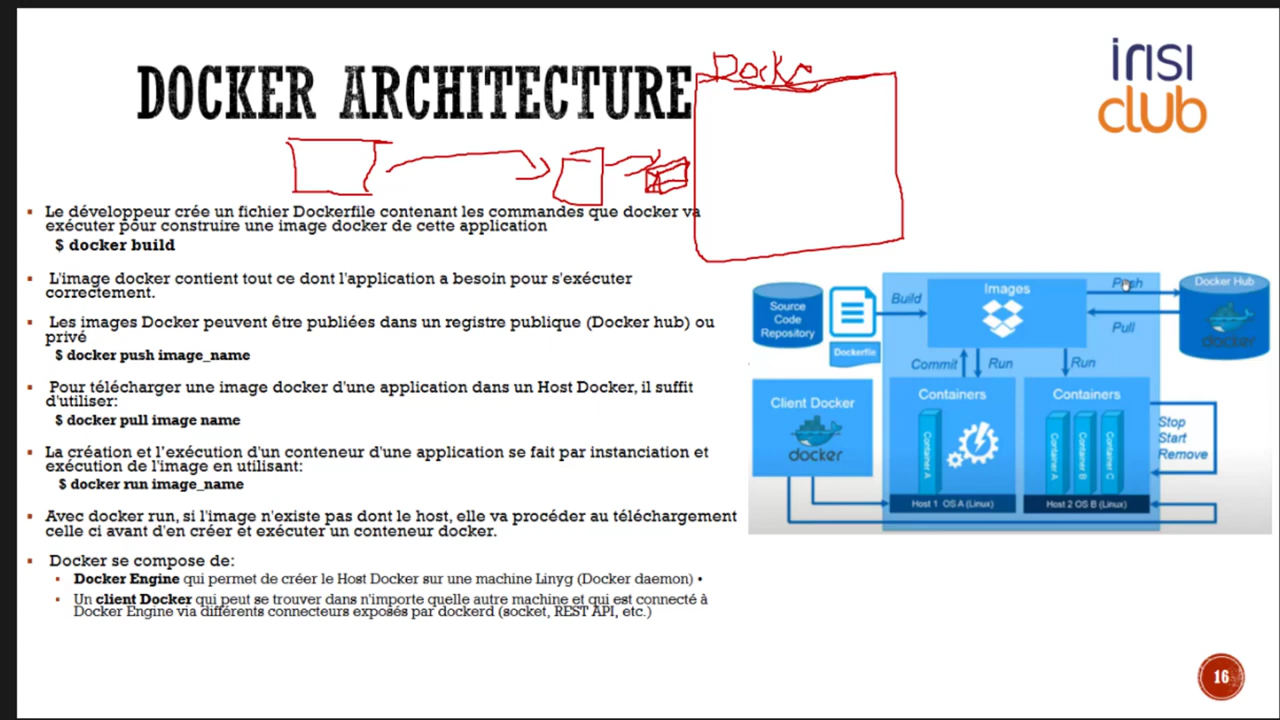 DOCKER ARCHITECTURE
irisi
club
▪ Le développeur crée un fichier Dockerfile contenant les commandes que docker va
exécuter pour construire une image docker de cette application
$ docker build
▪ L'image docker contient tout ce dont l'application a besoin pour s'exécuter
correctement.
▪ Les images Docker peuvent être publiées dans un registre publique (Docker hub) ou
privé
$ docker push image_name
▪ Pour télécharger une image docker d'une application dans un Host Docker, il suffit
d'utiliser:
$ docker pull image name
▪ La création et l'exécution d'un conteneur d'une application se fait par instanciation et
exécution de l'image en utilisant:
$ docker run image_name
▪ Avec docker run, si l'image n'existe pas dont le host, elle va procéder au téléchargement
celle ci avant d'en créer et exécuter un conteneur docker.
▪ Docker se compose de:
▪ Docker Engine qui permet de créer le Host Docker sur une machine Linyg (Docker daemon) •
▪ Un client Docker qui peut se trouver dans n'importe quelle autre machine et qui est connecté à
Docker Engine via différents connecteurs exposés par dockerd (socket, REST API, etc.)
Source
Code
Repository
Dockerfile
Build
Images
Push
Pull
Docker Hub
docker
Commit
Run
Run
Client Docker
docker
Containers
Container A
Host 1 OS A (Linux)
Containers
Container A
Container B
Container C
Host 2 OS B (Linux)
Stop
Start
Remove
16